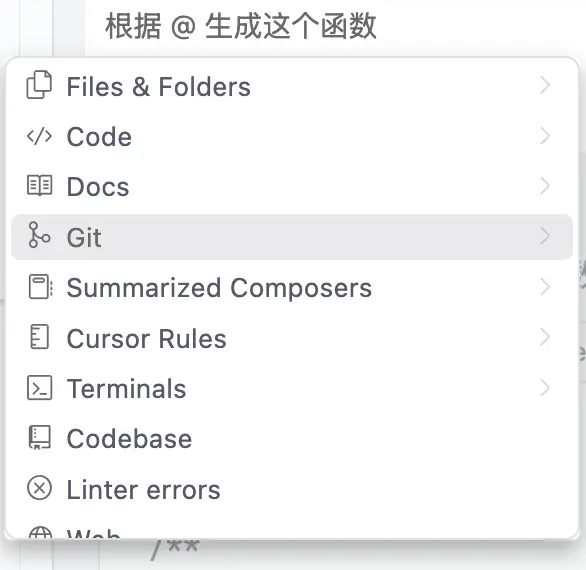 根据 @ 生成这个函数
Files & Folders
Code
Docs
Git
Summarized Composers
Cursor Rules
Terminals
Codebase
Linter errors
Web
/**